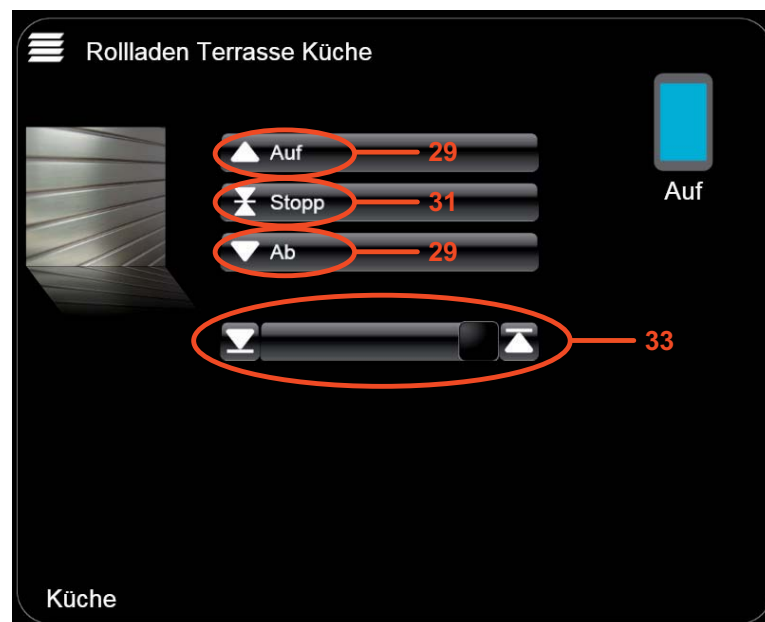 Rollladen Terrasse Küche
Auf 29
Auf
Stopp 31
Ab 29
33
Küche